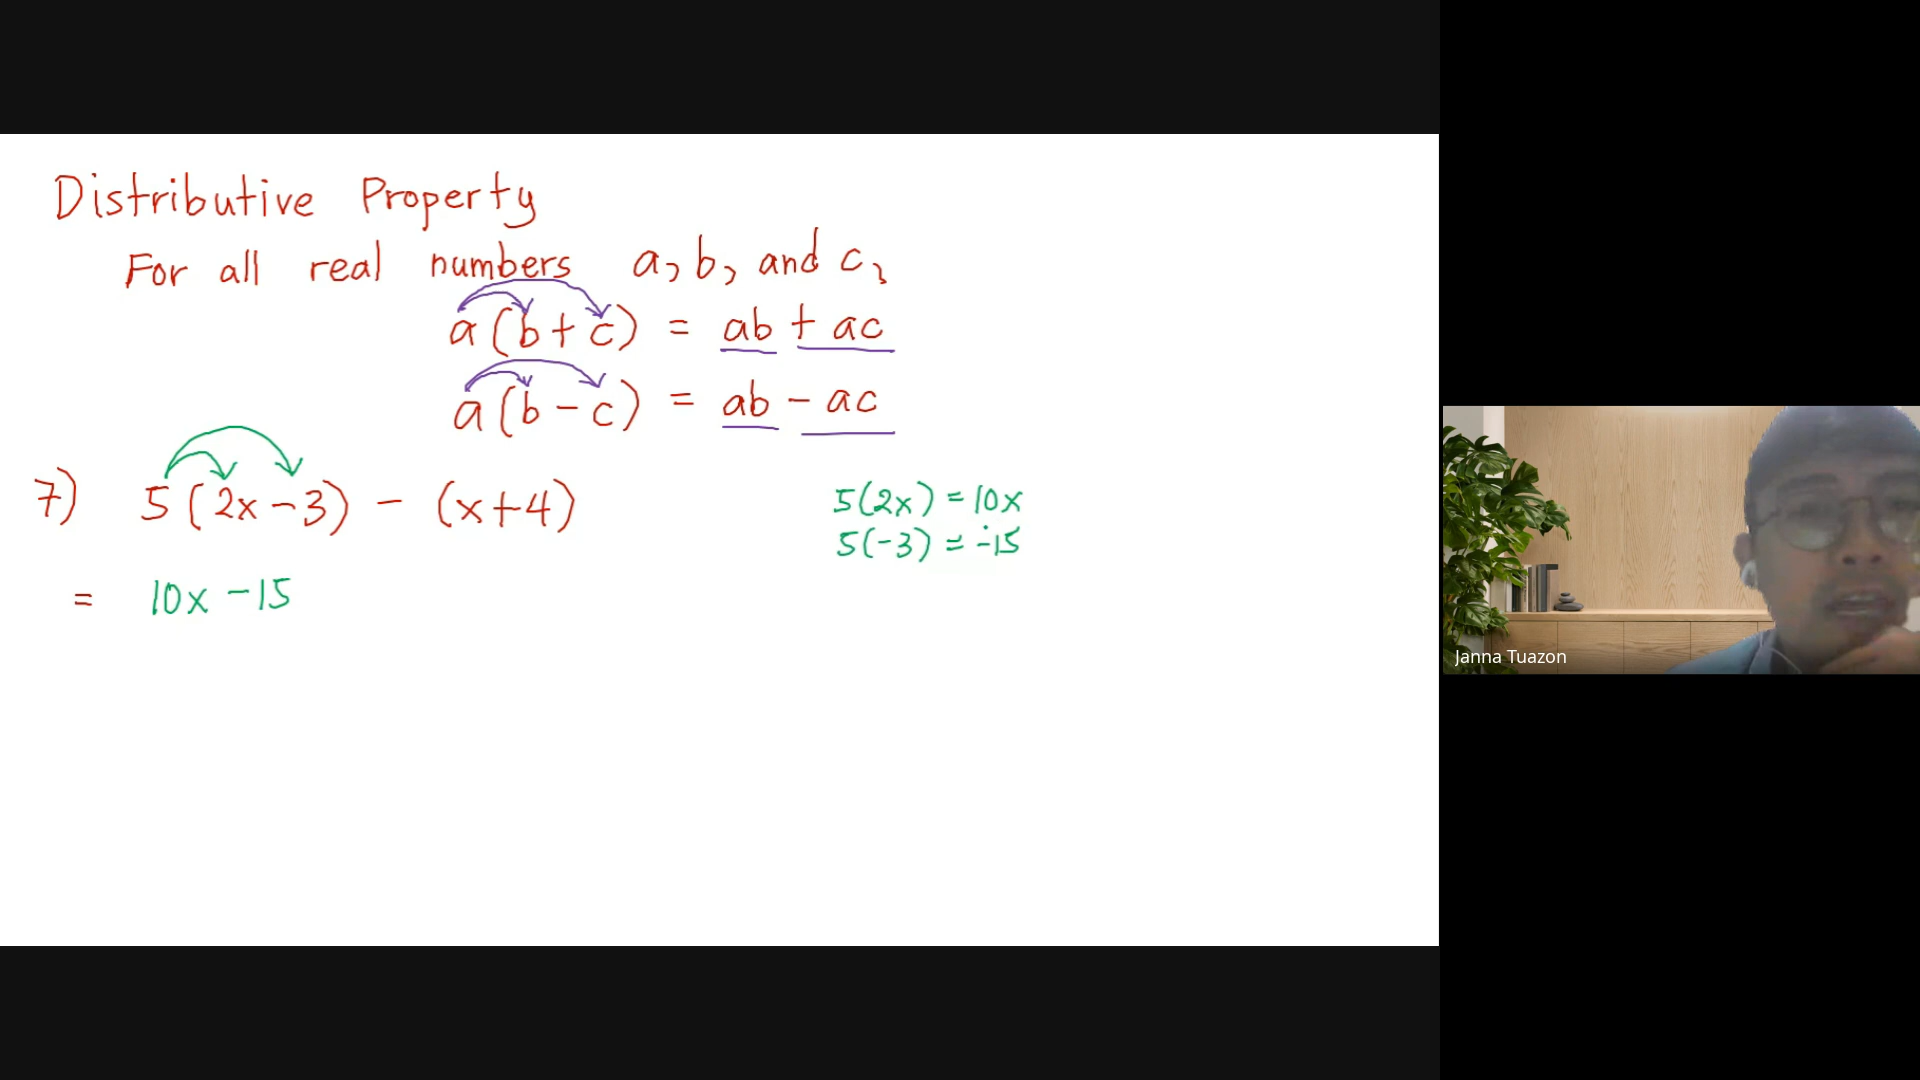 Distributive Property
For all real numbers a, b, and c,
a(b+c) = ab + ac
a(b-c) = ab - ac
7) 5(2x-3) - (x+4)
5(2x) = 10x
5(-3) = -15
= 10x -15
Janna Tuazon